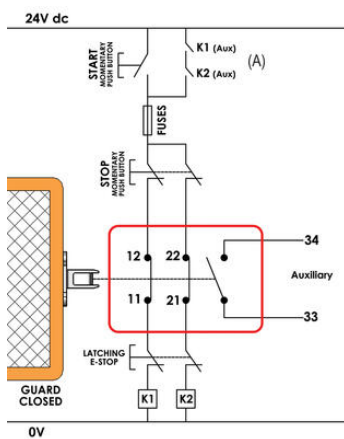 24V dc
START
MOMENTARY
PUSH BUTTON
K1 (Aux)
K2 (Aux)
(A)
FUSES
STOP
MOMENTARY
PUSH BUTTON
12
22
34
Auxiliary
11
21
33
LATCHING
E-STOP
GUARD
CLOSED
K1
K2
0V